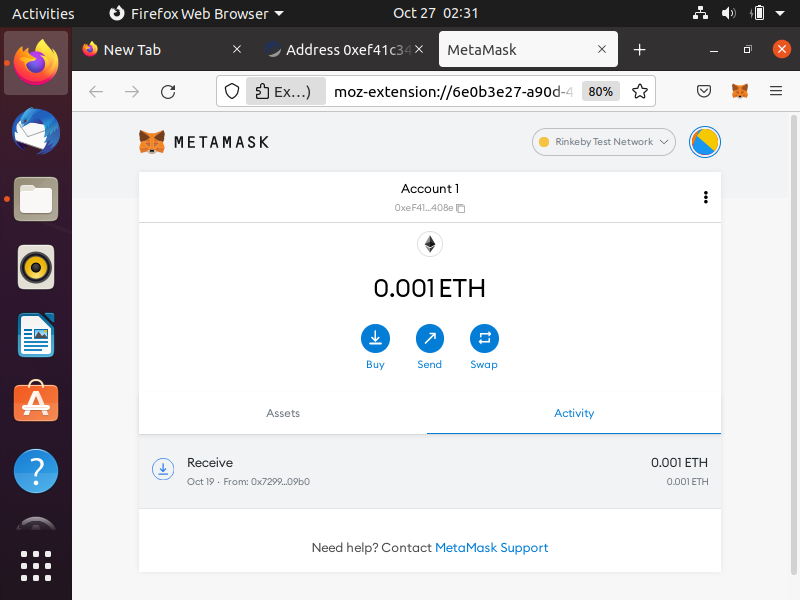 Activities
Firefox Web Browser
Oct 27 02:31
New Tab
Address 0xef41c34
MetaMask
Ex...)
moz-extension://6e0b3e27-a90d-4
80%
METAMASK
Rinkeby Test Network
Account 1
0xeF41...408e
0.001 ETH
Buy
Send
Swap
Assets
Activity
Receive
0.001 ETH
Oct 19 · From: 0x7299...09b0
0.001 ETH
Need help? Contact MetaMask Support